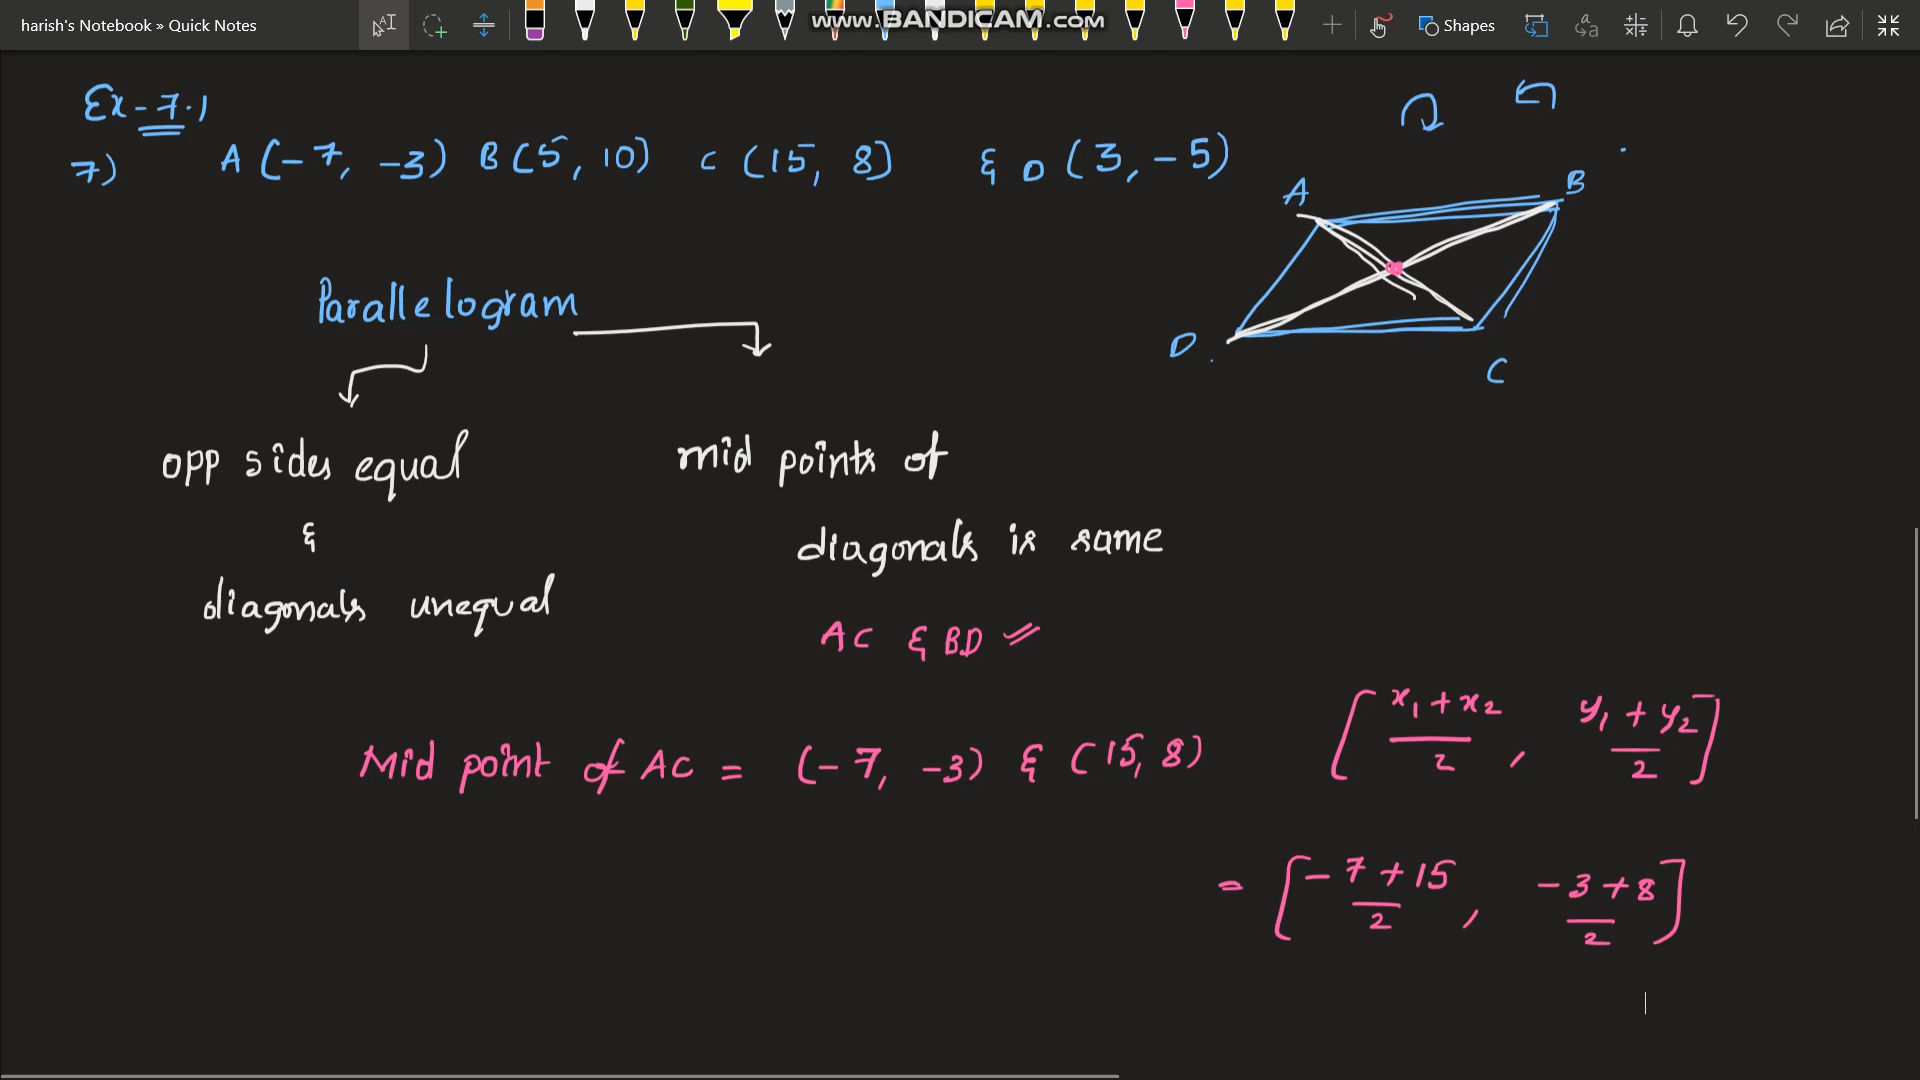 harish's Notebook » Quick Notes
www.BANDICAM.com
Shapes
Ex-7.1
7) A (-7, -3) B (5, 10) C (15, 8) & D (3, -5)
A
B
D
C
Parallelogram
opp sides equal
&
diagonals unequal
mid points of
diagonals is same
AC & BD
Mid point of AC = (-7, -3) & (15, 8)
[x₁+x₂/2, y₁+y₂/2]
= [-7+15/2, -3+8/2]